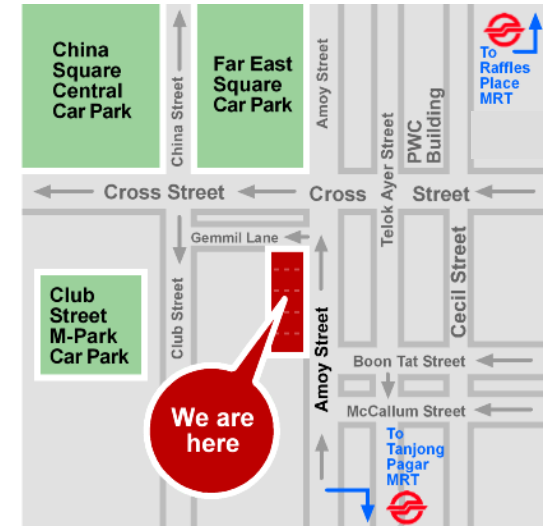 China
Square
Central
Car Park
China Street
Far East
Square
Car Park
Amoy Street
Telok Ayer Street
PWC
Building
To
Raffles
Place
MRT
Cross Street
Cross Street
Gemmil Lane
Club Street
Cecil Street
Club
Street
M-Park
Car Park
Amoy Street
Boon Tat Street
McCallum Street
We are
here
To
Tanjong
Pagar
MRT